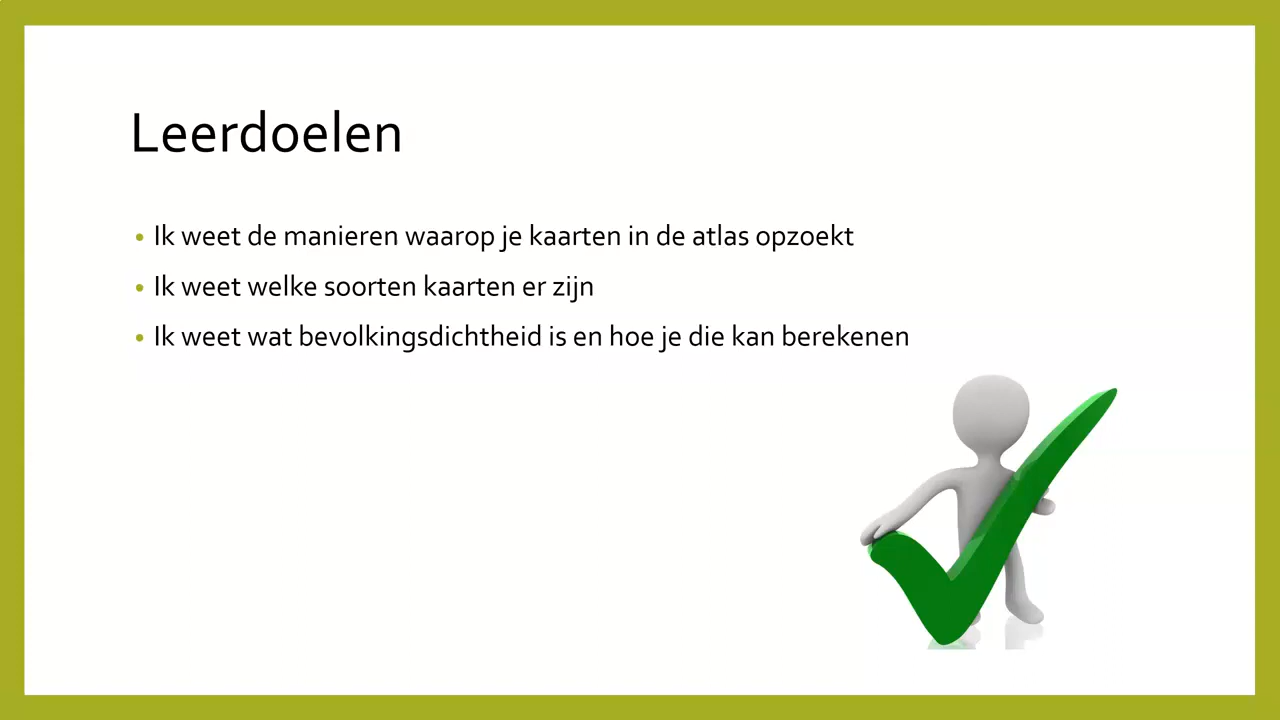 Leerdoelen
• Ik weet de manieren waarop je kaarten in de atlas opzoekt
• Ik weet welke soorten kaarten er zijn
• Ik weet wat bevolkingsdichtheid is en hoe je die kan berekenen